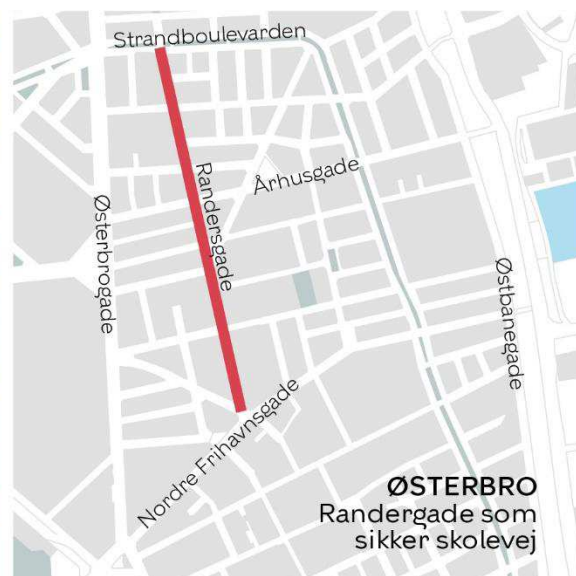 Strandboulevarden
Århusgade
Randersgade
Østerbrogade
Østbanegade
Nordre Frihavnsgade
ØSTERBRO
Randergade som
sikker skolevej